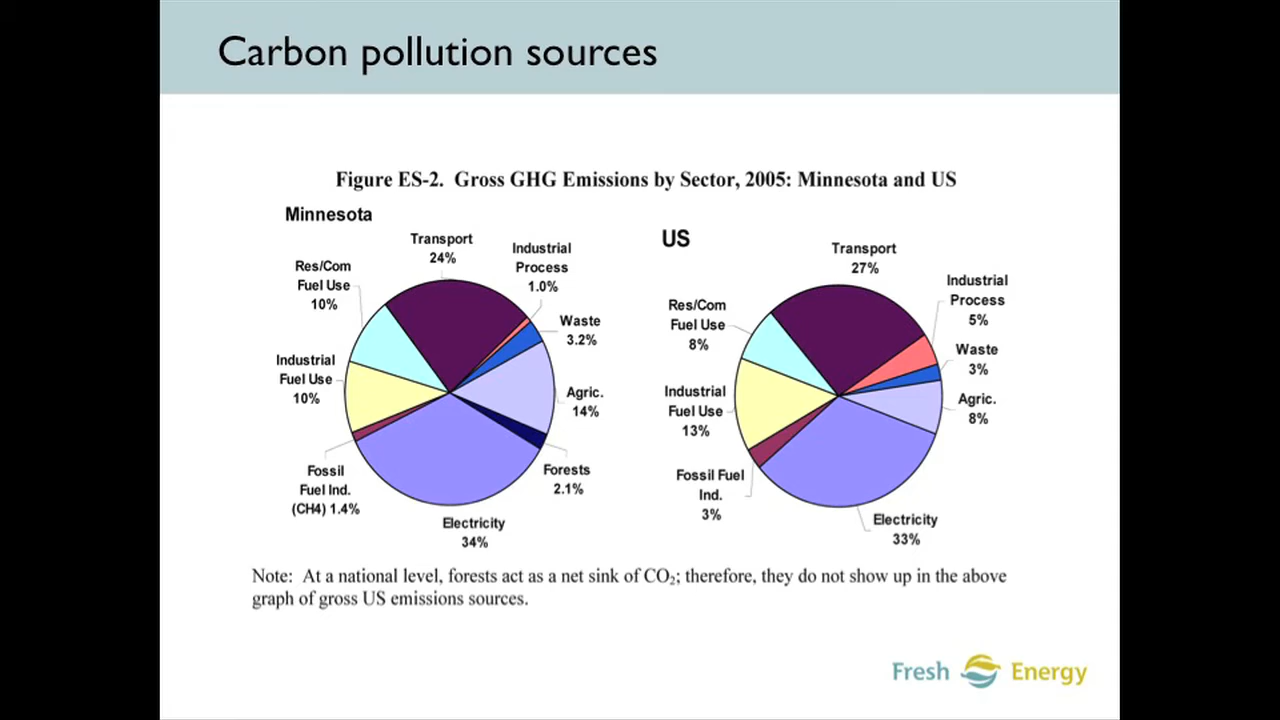 Carbon pollution sources
Figure ES-2.  Gross GHG Emissions by Sector, 2005: Minnesota and US
Minnesota
Transport
24%
Industrial
Process
1.0%
Res/Com
Fuel Use
10%
Waste
3.2%
Industrial
Fuel Use
10%
Agric.
14%
Fossil
Fuel Ind.
(CH4) 1.4%
Forests
2.1%
Electricity
34%
US
Transport
27%
Industrial
Process
5%
Res/Com
Fuel Use
8%
Waste
3%
Industrial
Fuel Use
13%
Agric.
8%
Fossil Fuel
Ind.
3%
Electricity
33%
Note:  At a national level, forests act as a net sink of CO₂; therefore, they do not show up in the above
graph of gross US emissions sources.
Fresh Energy